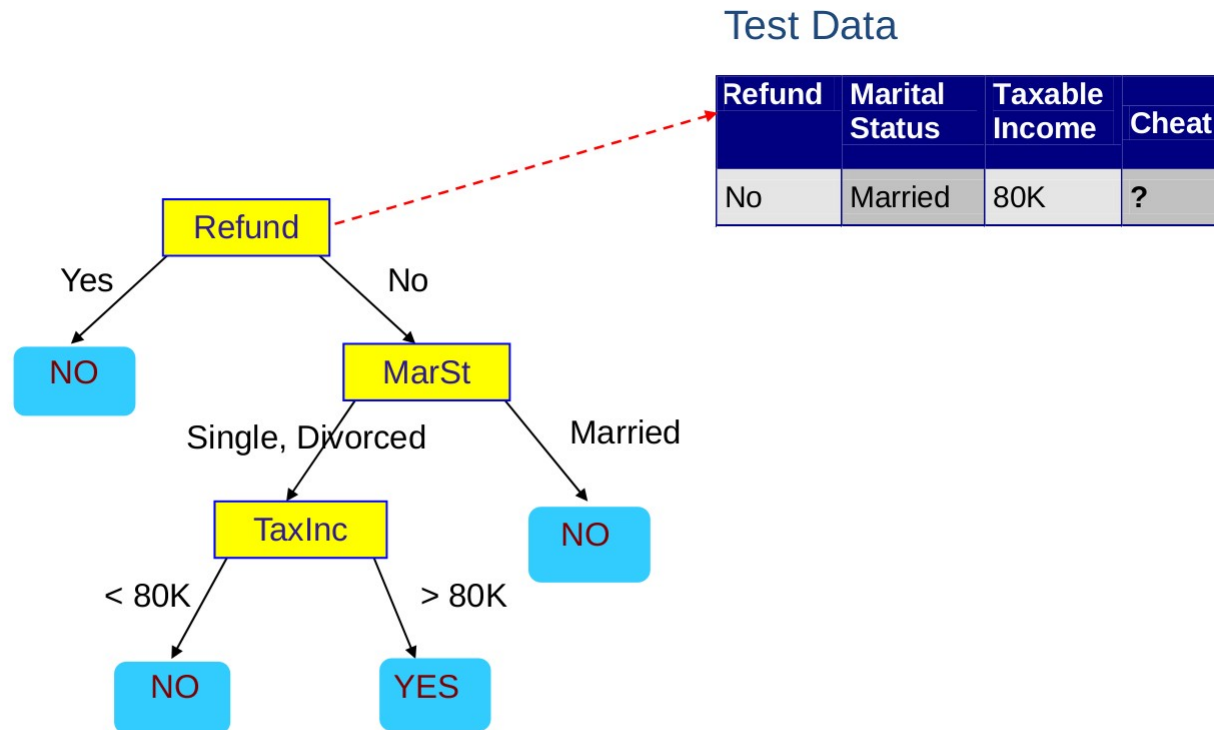 Test Data
Refund Marital Status Taxable Income Cheat
No Married 80K ?
Refund
Yes No
NO
MarSt
Single, Divorced Married
TaxInc
NO
< 80K > 80K
NO YES